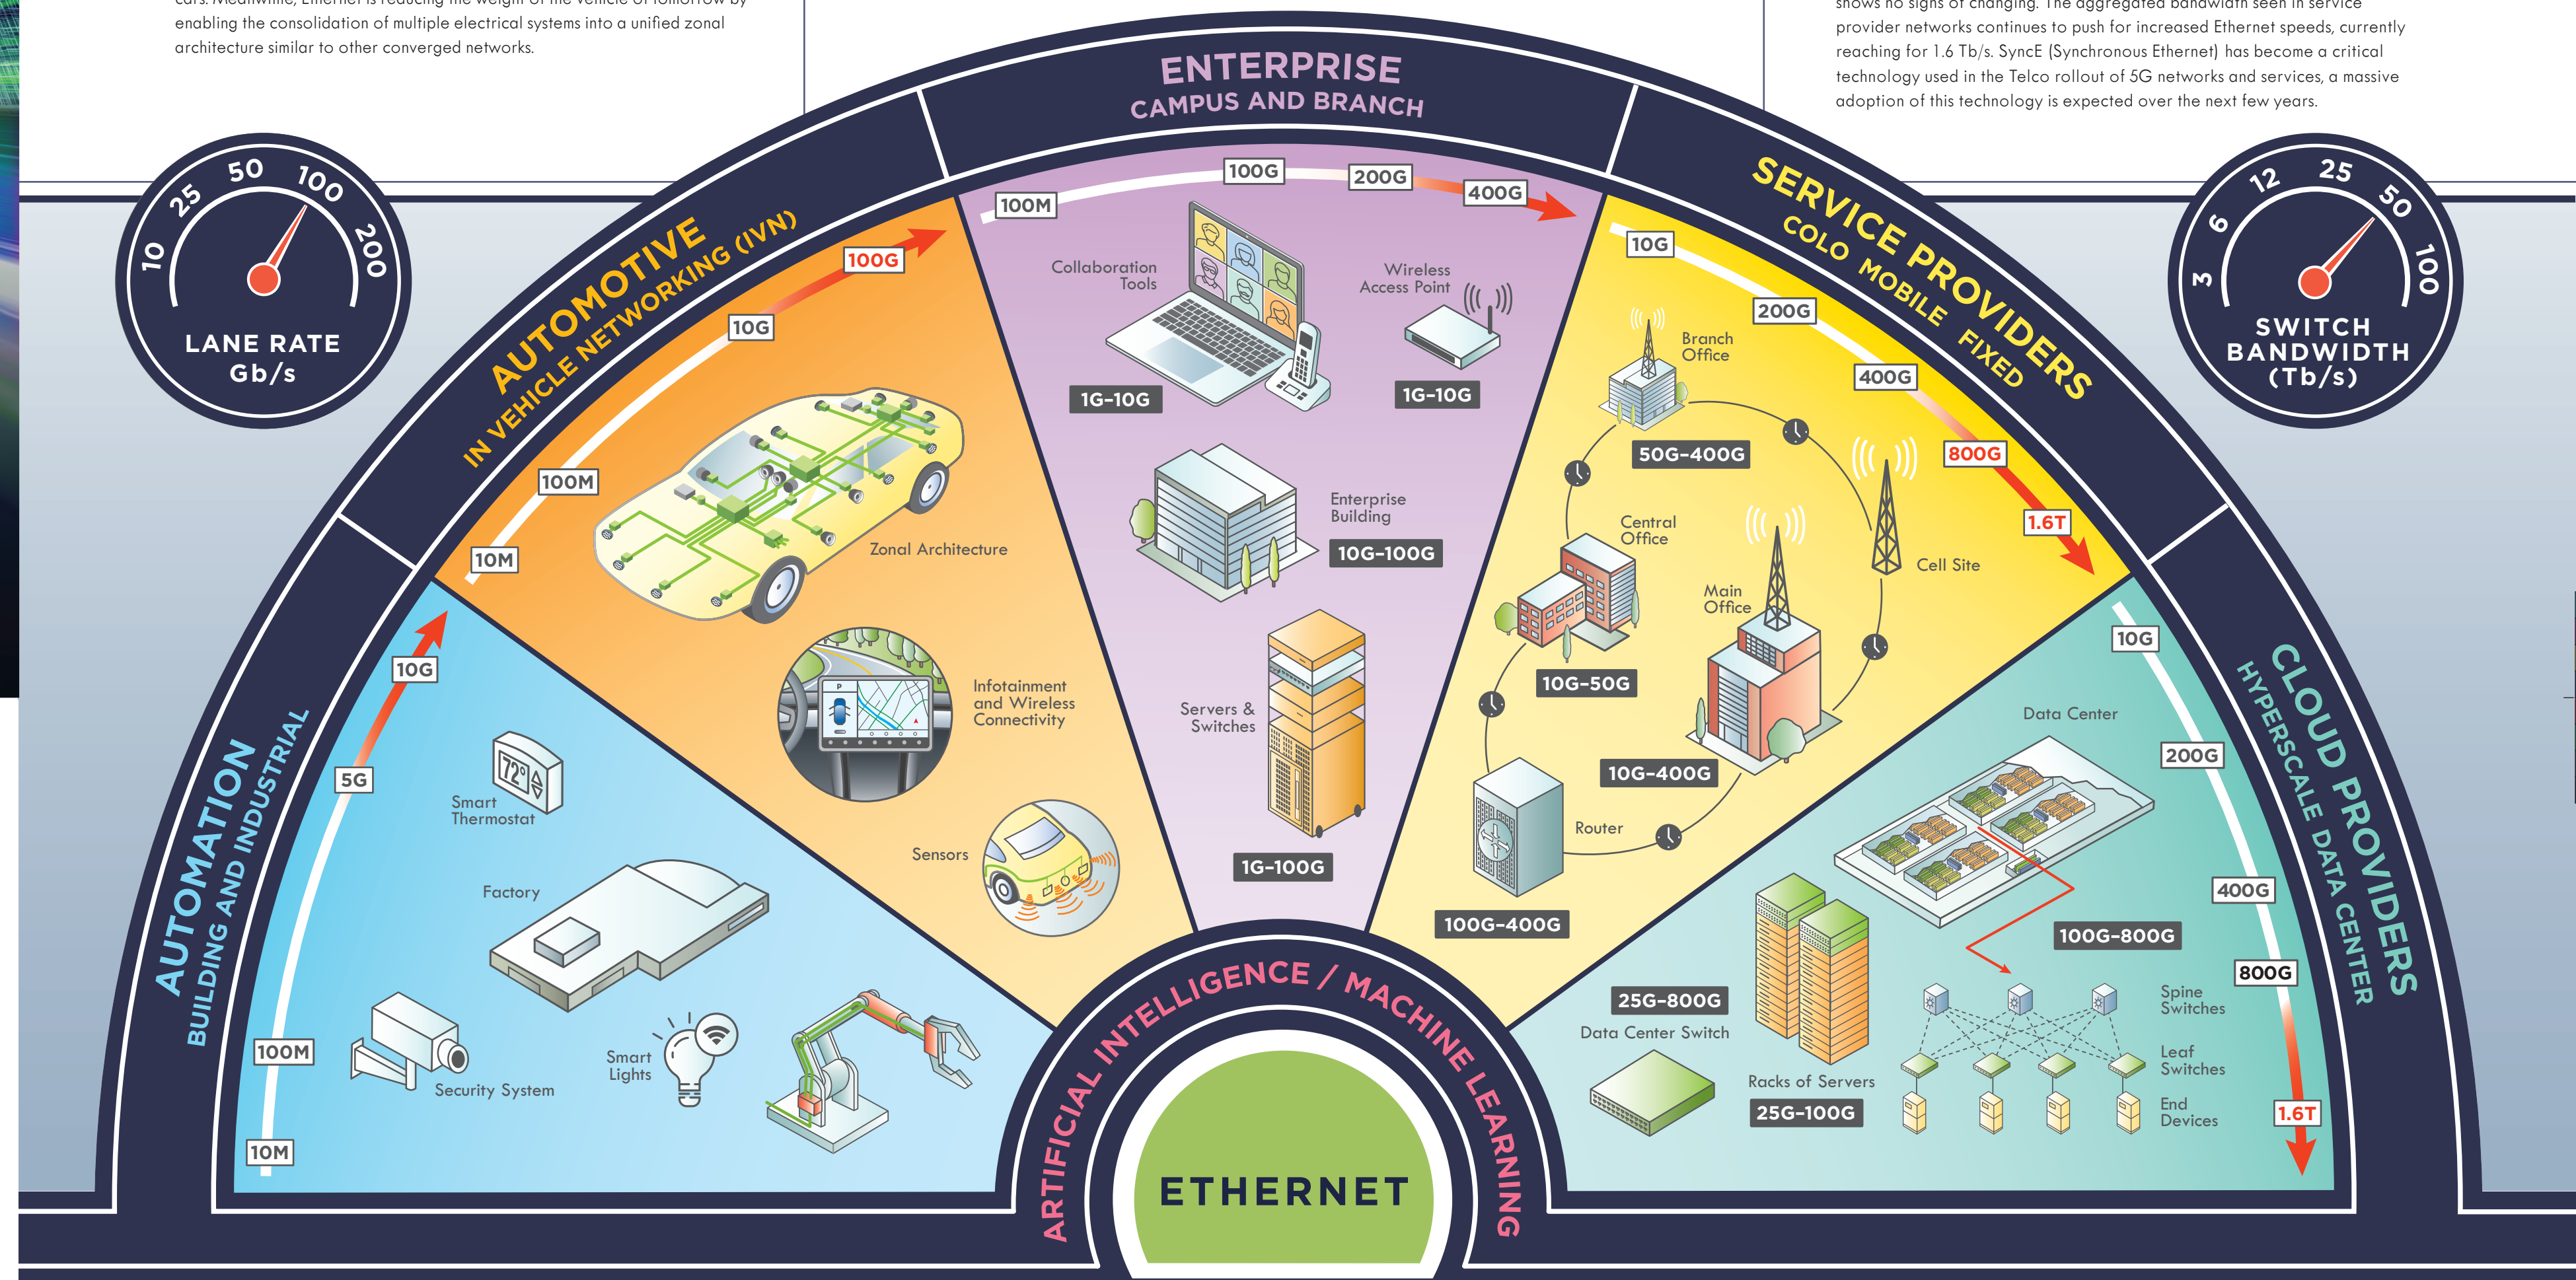 cars. Meanwhile, Ethernet is reducing the weight of the vehicle of tomorrow by
enabling the consolidation of multiple electrical systems into a unified zonal
architecture similar to other converged networks.
shows no signs of changing. The aggregated bandwidth seen in service
provider networks continues to push for increased Ethernet speeds, currently
reaching for 1.6 Tb/s. SyncE (Synchronous Ethernet) has become a critical
technology used in the Telco rollout of 5G networks and services, a massive
adoption of this technology is expected over the next few years.
10 25 50 100 200
LANE RATE
Gb/s
3 6 12 25 50 100
SWITCH
BANDWIDTH
(Tb/s)
AUTOMATION
BUILDING AND INDUSTRIAL
10M
100M
5G
10G
Smart
Thermostat
72°
Factory
Security System
Smart
Lights
AUTOMOTIVE
IN VEHICLE NETWORKING (IVN)
10M
100M
10G
100G
Zonal Architecture
P
Infotainment
and Wireless
Connectivity
Sensors
ENTERPRISE
CAMPUS AND BRANCH
100M
100G
200G
400G
Collaboration
Tools
1G–10G
Wireless
Access Point
1G–10G
Enterprise
Building
10G–100G
Servers &
Switches
1G–100G
SERVICE PROVIDERS
COLO MOBILE FIXED
10G
200G
400G
800G
1.6T
Branch
Office
50G–400G
Cell Site
Central
Office
10G–50G
Main
Office
10G–400G
Router
100G–400G
CLOUD PROVIDERS
HYPERSCALE DATA CENTER
10G
200G
400G
800G
1.6T
Data Center
100G–800G
25G–800G
Data Center Switch
Racks of Servers
25G–100G
Spine
Switches
Leaf
Switches
End
Devices
ARTIFICIAL INTELLIGENCE / MACHINE LEARNING
ETHERNET